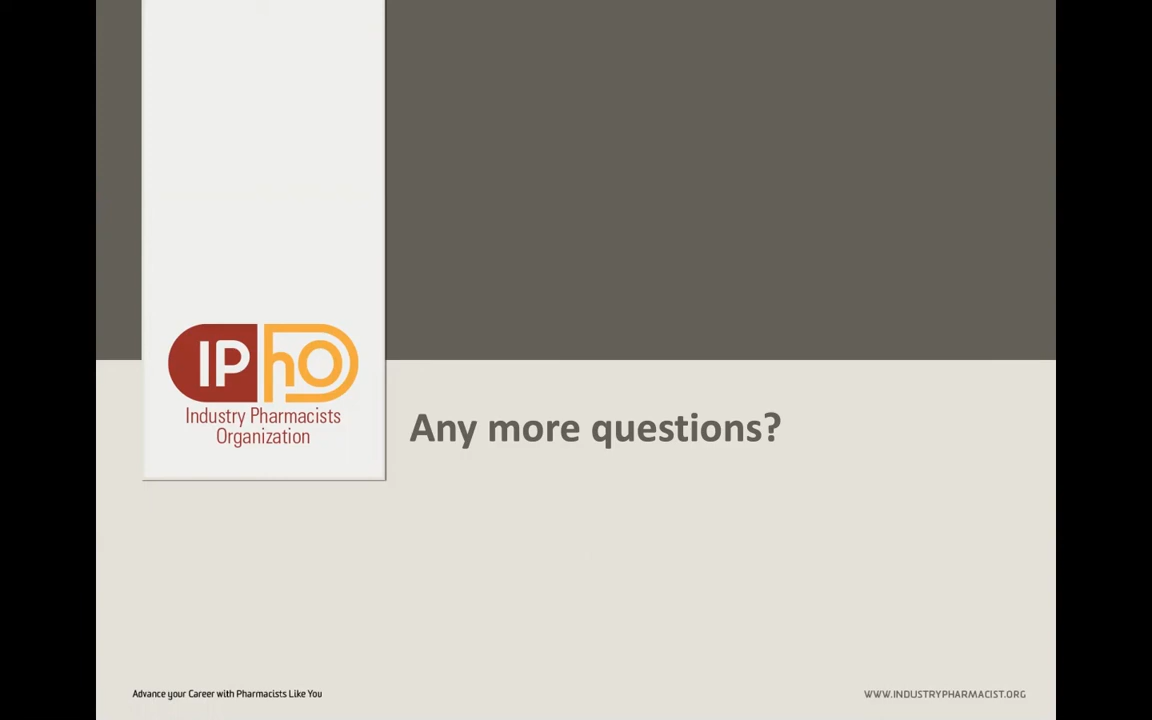 IPhO
Industry Pharmacists
Organization
Any more questions?
Advance your Career with Pharmacists Like You
WWW.INDUSTRYPHARMACIST.ORG